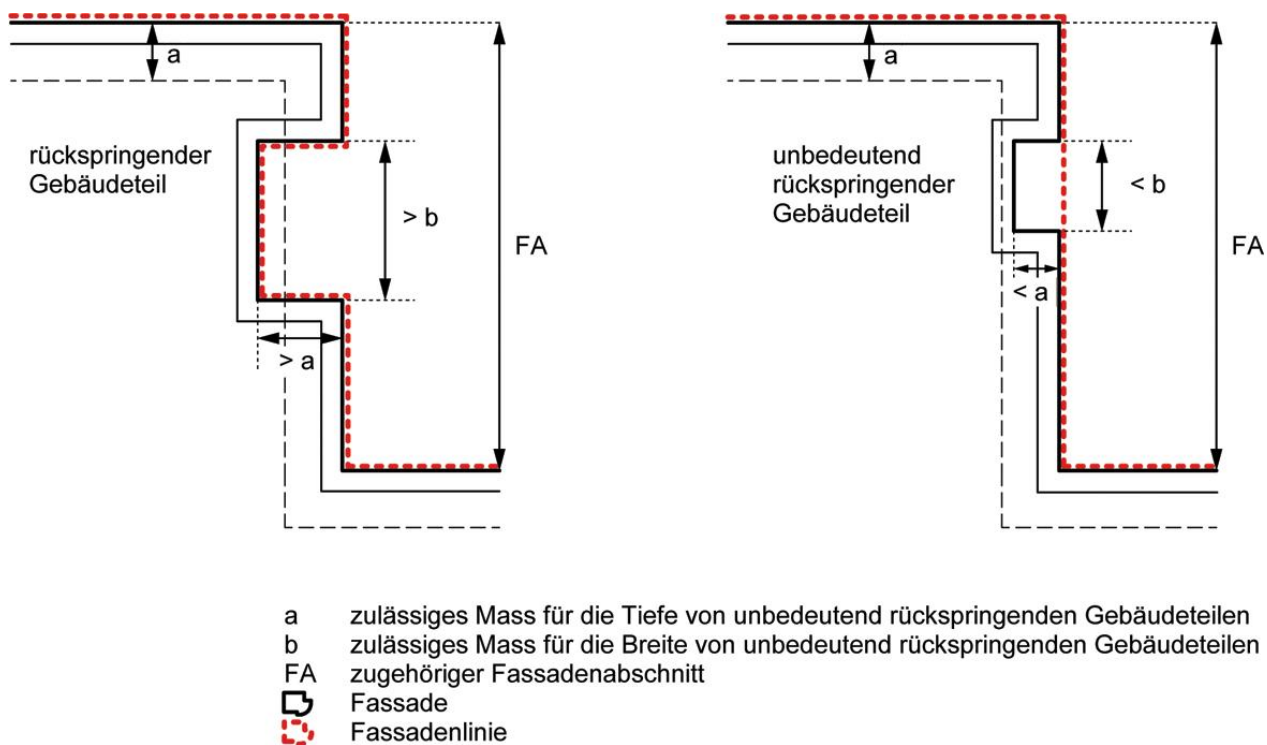 a
rückspringender
Gebäudeteil
> b
FA
> a
a
unbedeutend
rückspringender
Gebäudeteil
< b
FA
< a
a zulässiges Mass für die Tiefe von unbedeutend rückspringenden Gebäudeteilen
b zulässiges Mass für die Breite von unbedeutend rückspringenden Gebäudeteilen
FA zugehöriger Fassadenabschnitt
Fassade
Fassadenlinie